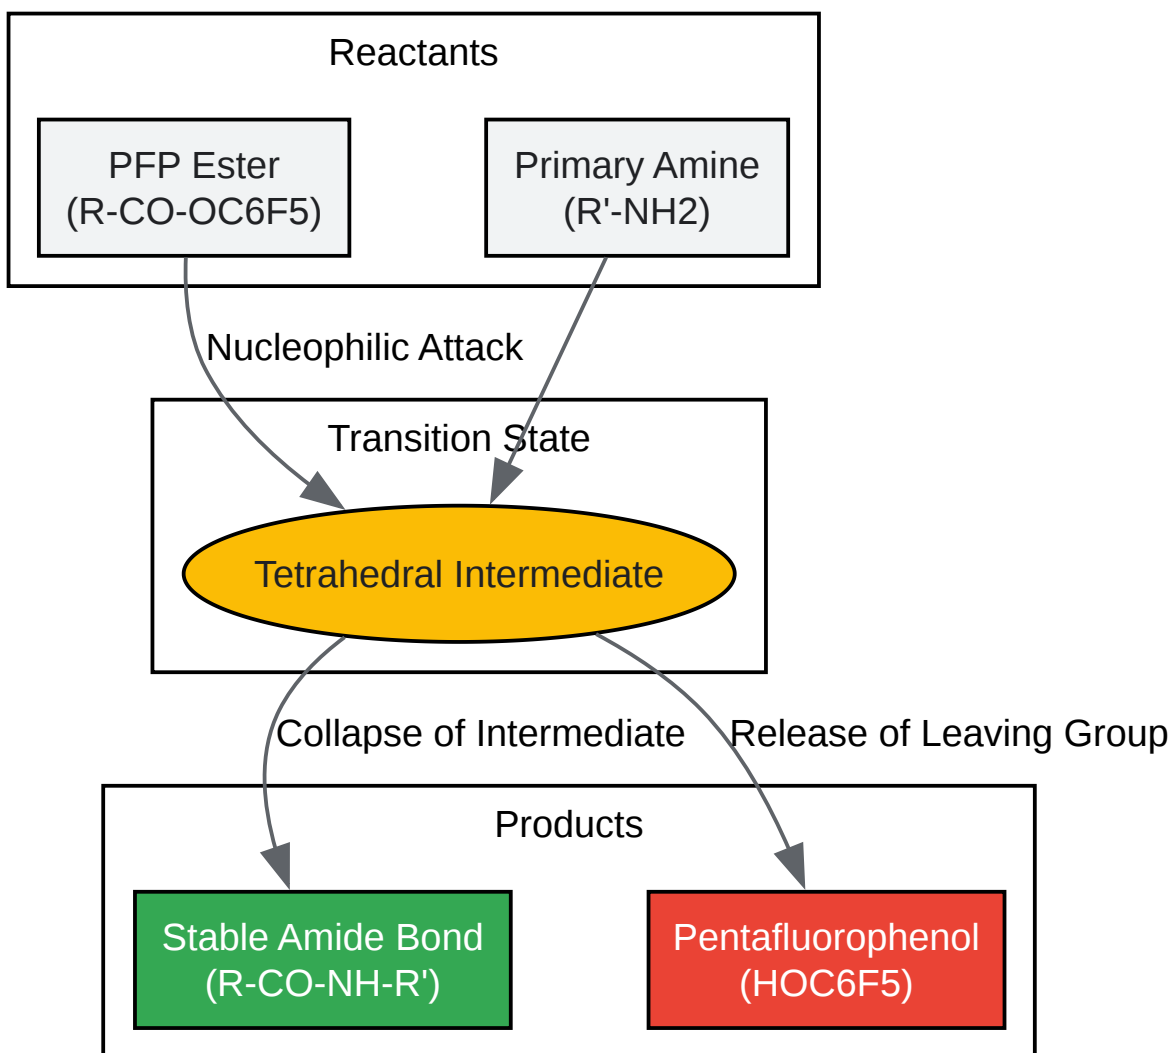 Reactants
PFP Ester
(R-CO-OC6F5)
Primary Amine
(R'-NH2)
Nucleophilic Attack
Transition State
Tetrahedral Intermediate
Collapse of Intermediate
Release of Leaving Group
Products
Stable Amide Bond
(R-CO-NH-R')
Pentafluorophenol
(HOC6F5)